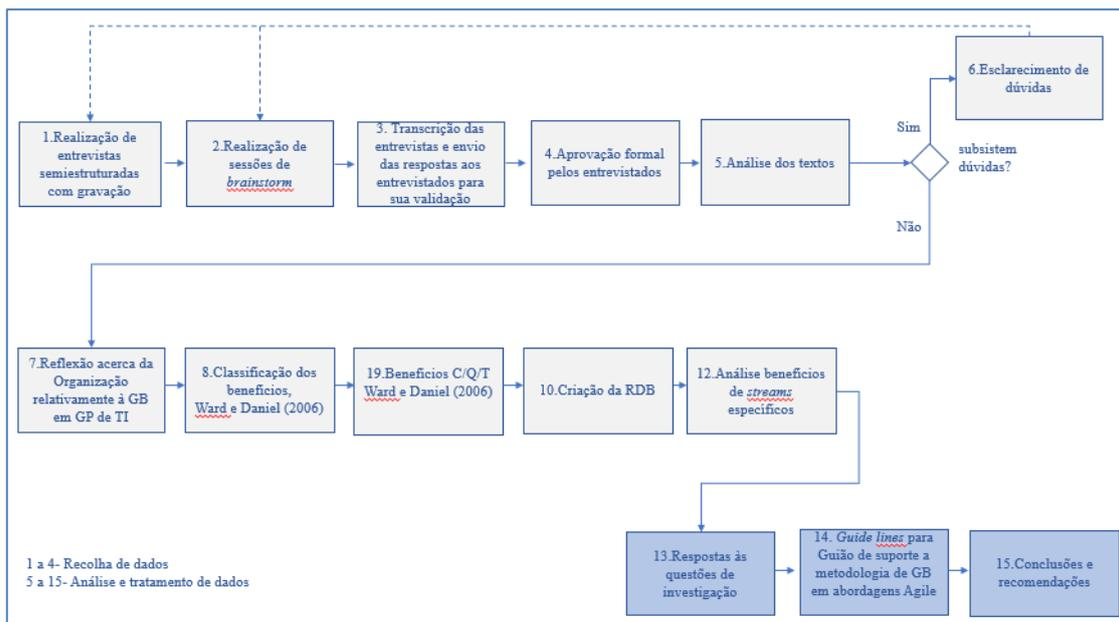 1.Realização de
entrevistas
semiestruturadas
com gravação
2.Realização de
sessões de
brainstorm
3. Transcrição das
entrevistas e envio
das respostas aos
entrevistados para
sua validação
4.Aprovação formal
pelos entrevistados
5.Análise dos textos
6.Esclarecimento de
dúvidas
Sim
subsistem
dúvidas?
Não
7.Reflexão acerca da
Organização
relativamente à GB
em GP de TI
8.Classificação dos
benefícios,
Ward e Daniel (2006)
19.Benefícios C/Q/T
Ward e Daniel (2006)
10.Criação da RDB
12.Análise benefícios
de streams
específicos
13.Respostas às
questões de
investigação
14. Guide lines para
Guião de suporte a
metodologia de GB
em abordagens Agile
15.Conclusões e
recomendações
1 a 4- Recolha de dados
5 a 15- Análise e tratamento de dados